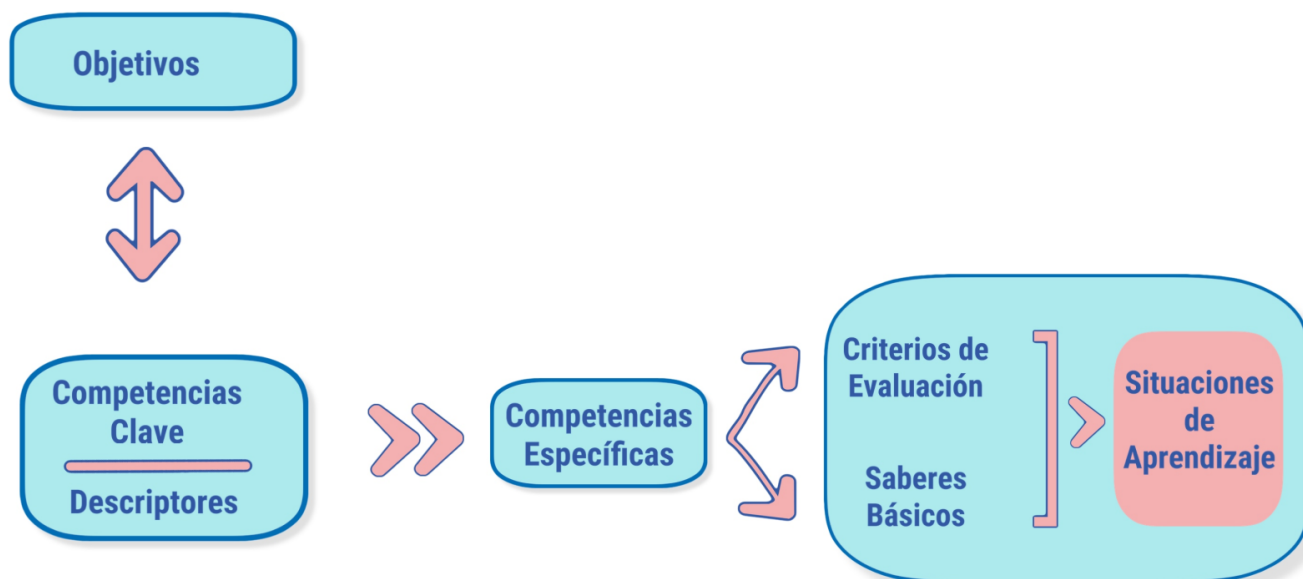 Objetivos
Competencias
Clave
Descriptores
Competencias
Específicas
Criterios de
Evaluación
Saberes
Básicos
Situaciones
de
Aprendizaje